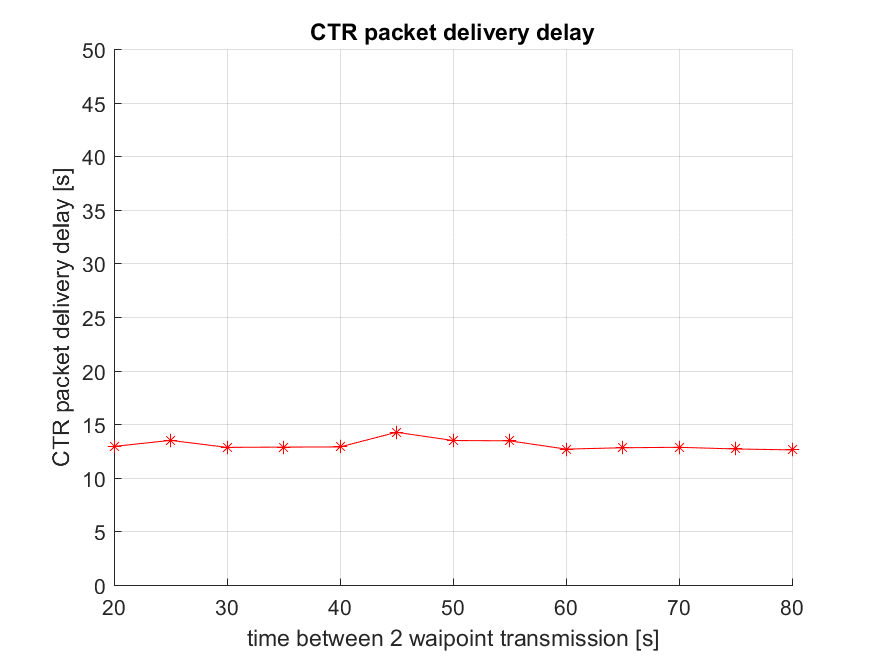 CTR packet delivery delay
50
45
40
35
30
25
20
15
10
5
0
CTR packet delivery delay [s]
20 30 40 50 60 70 80
time between 2 waipoint transmission [s]